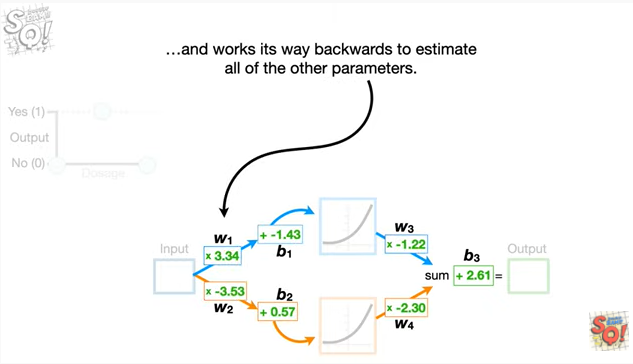 …and works its way backwards to estimate
all of the other parameters.
Yes (1)
Output
No (0)
Dosage
Input
w1
x 3.34
+ -1.43
b1
w3
x -1.22
b3
sum + 2.61 =
Output
x -3.53
w2
b2
+ 0.57
x -2.30
w4
SQ!